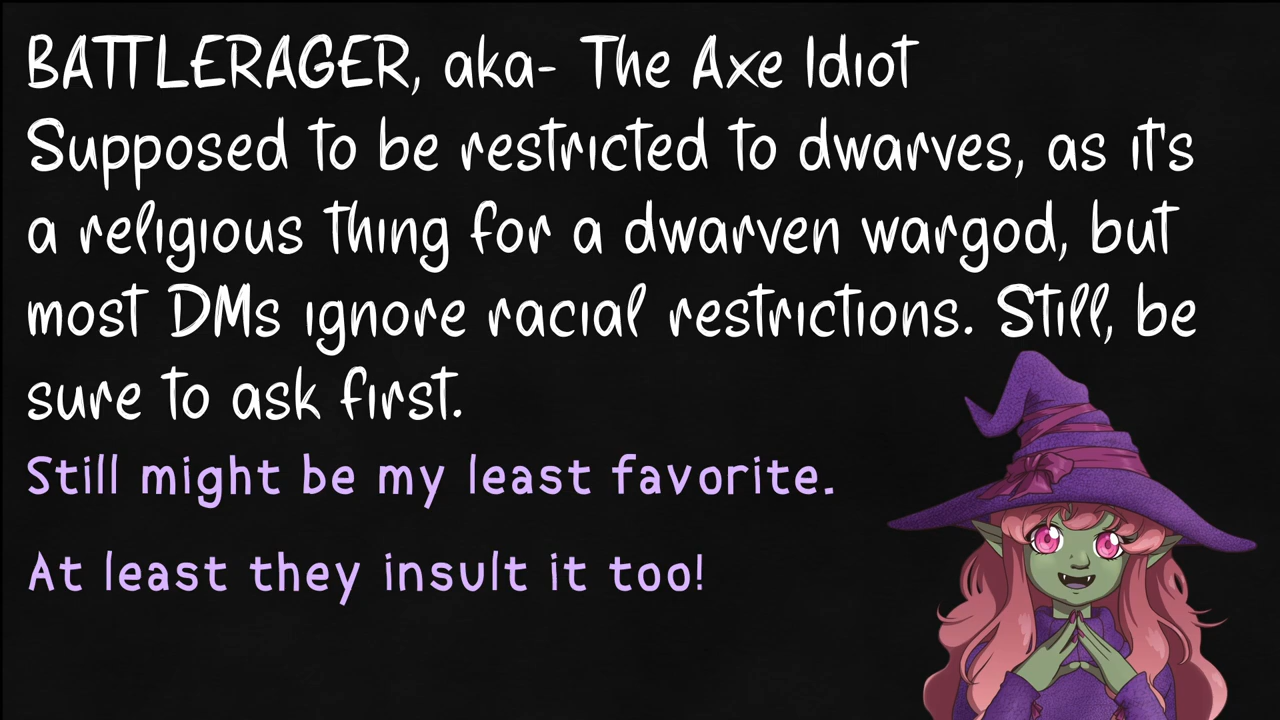 BATTLERAGER, aka- The Axe Idiot
Supposed to be restricted to dwarves, as it's
a religious thing for a dwarven wargod, but
most DMs ignore racial restrictions. Still, be
sure to ask first.
Still might be my least favorite.
At least they insult it too!